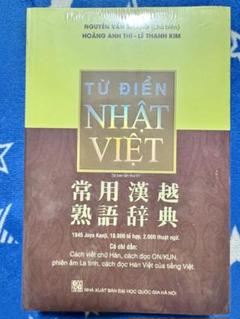 NGUYỄN VĂN
HOÀNG ANH THI - LÊ THANH KIM
TỪ ĐIỂN
NHẬT
VIỆT
常用漢越
熟語辞典
1945 Joyo Kanji, 18.000 tổ hợp, 2.000 thuật ngữ.
Có chỉ dẫn:
Cách viết chữ Hán, cách đọc ON/KUN,
phiên âm La tinh, cách đọc Hán Việt của tiếng Việt.
NHÀ XUẤT BẢN ĐẠI HỌC QUỐC GIA HÀ NỘI